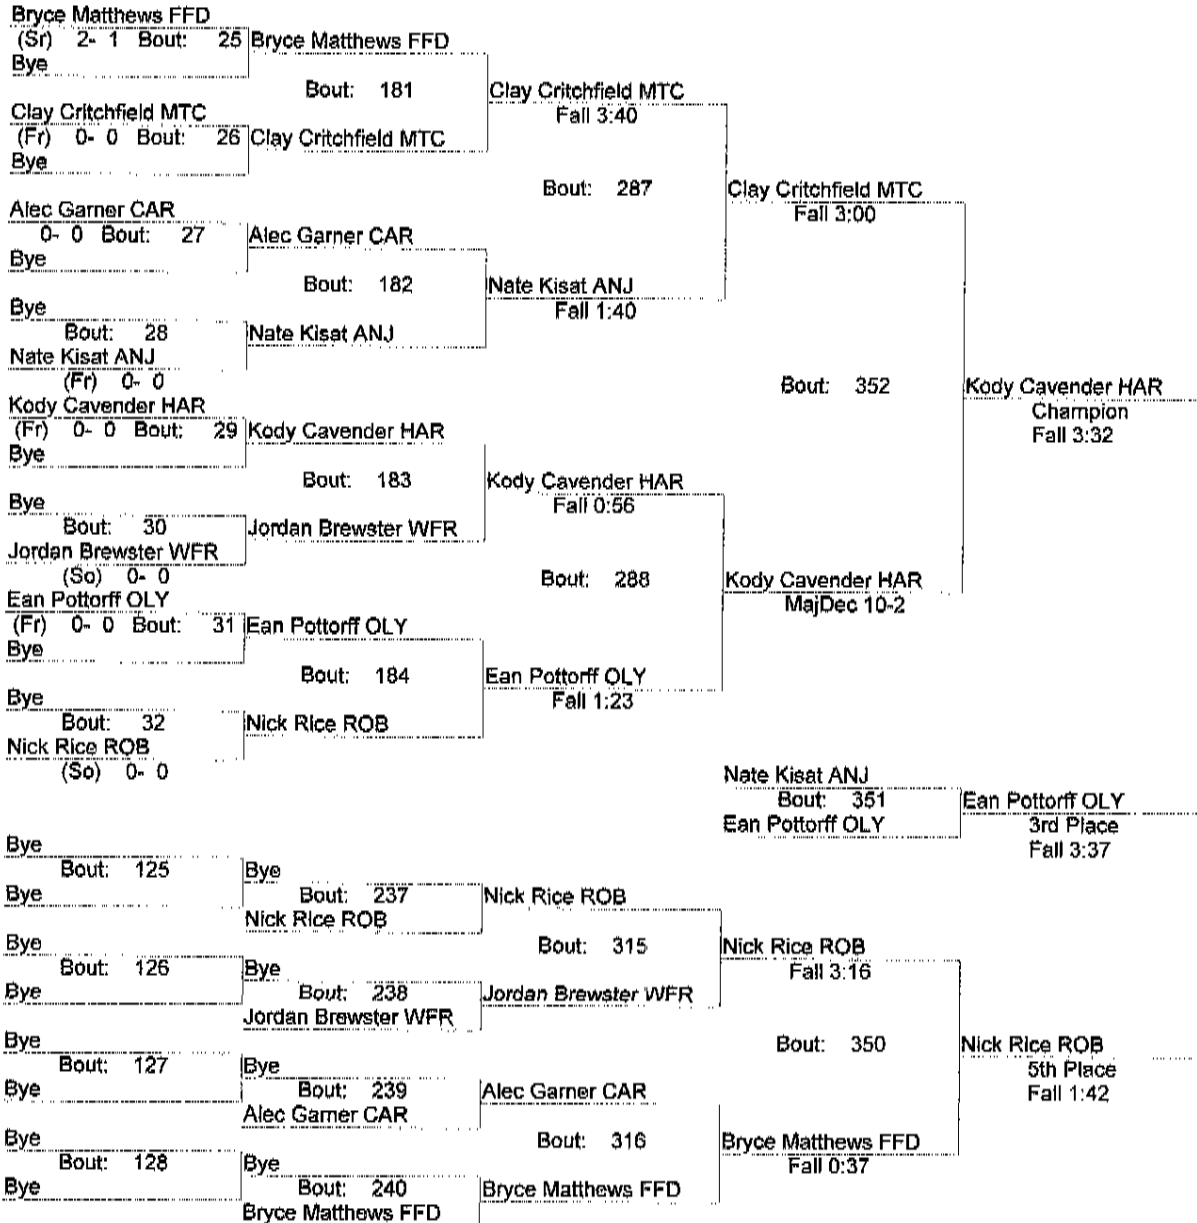 Bryce Matthews FFD
(Sr) 2- 1 Bout: 25 Bryce Matthews FFD
Bye
Bout: 181 Clay Critchfield MTC
Clay Critchfield MTC Fall 3:40
(Fr) 0- 0 Bout: 26 Clay Critchfield MTC
Bye
Bout: 287 Clay Critchfield MTC
Alec Garner CAR Fall 3:00
0- 0 Bout: 27 Alec Garner CAR
Bye
Bout: 182 Nate Kisat ANJ
Bye Fall 1:40
Bout: 28 Nate Kisat ANJ
Nate Kisat ANJ
(Fr) 0- 0 Bout: 352 Kody Cavender HAR
Kody Cavender HAR Champion
(Fr) 0- 0 Bout: 29 Kody Cavender HAR Fall 3:32
Bye
Bout: 183 Kody Cavender HAR
Bye Fall 0:56
Bout: 30 Jordan Brewster WFR
Jordan Brewster WFR
(So) 0- 0 Bout: 288 Kody Cavender HAR
Ean Pottorff OLY MajDec 10-2
(Fr) 0- 0 Bout: 31 Ean Pottorff OLY
Bye
Bout: 184 Ean Pottorff OLY
Bye Fall 1:23
Bout: 32 Nick Rice ROB
Nick Rice ROB
(So) 0- 0 Nate Kisat ANJ
Bout: 351 Ean Pottorff OLY
Ean Pottorff OLY 3rd Place
Bye Fall 3:37
Bout: 125 Bye
Bye Bout: 237 Nick Rice ROB
Nick Rice ROB
Bye Bout: 315 Nick Rice ROB
Bout: 126 Bye Fall 3:16
Bye Bout: 238 Jordan Brewster WFR
Jordan Brewster WFR
Bye Bout: 350 Nick Rice ROB
Bout: 127 Bye 5th Place
Bye Bout: 239 Alec Garner CAR Fall 1:42
Alec Garner CAR
Bye Bout: 316 Bryce Matthews FFD
Bout: 128 Bye Fall 0:37
Bye Bout: 240 Bryce Matthews FFD
Bryce Matthews FFD